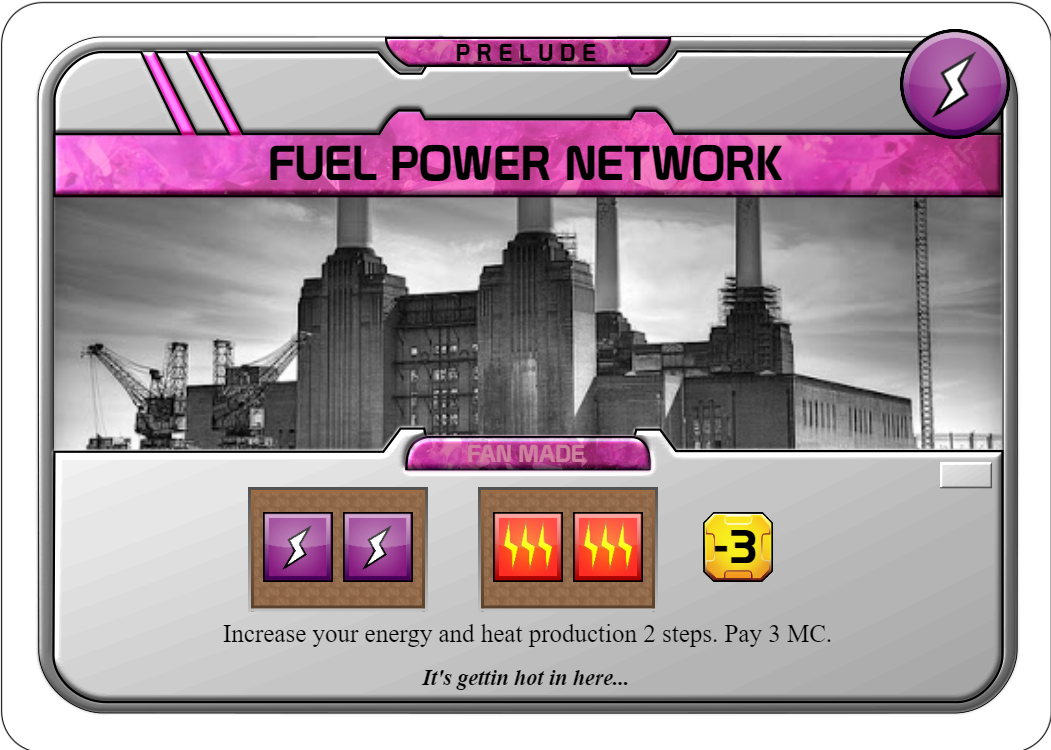 PRELUDE
FUEL POWER NETWORK
FAN MADE
-3
Increase your energy and heat production 2 steps. Pay 3 MC.
It's gettin hot in here...